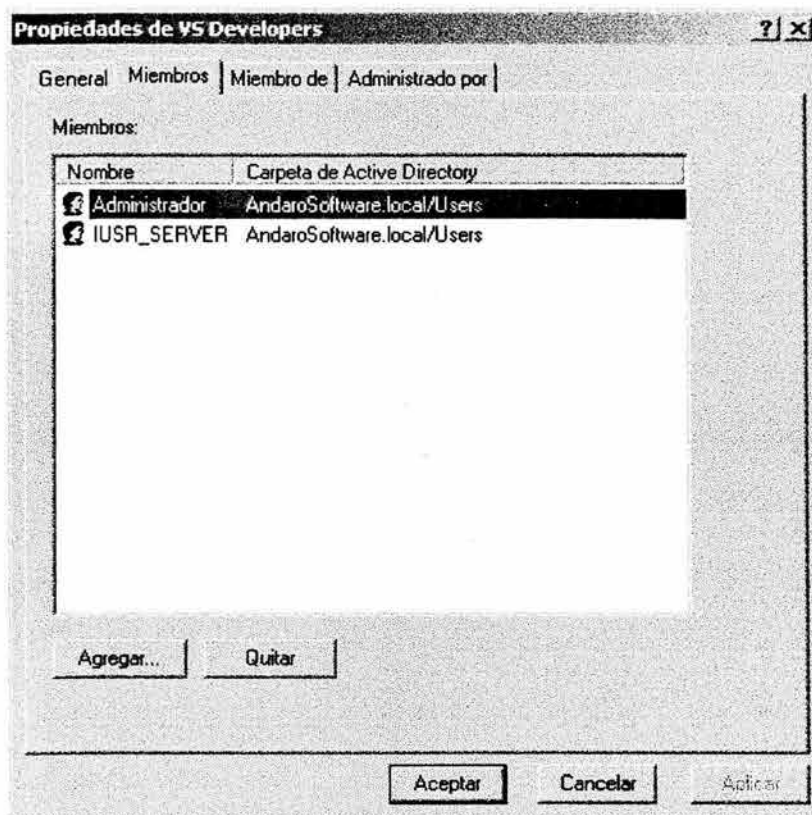 Propiedades de VS Developers ? ×
General Miembros Miembro de Administrado por
Miembros:
Nombre Carpeta de Active Directory
Administrador AndaroSoftware.local/Users
IUSR_SERVER AndaroSoftware.local/Users
Agregar... Quitar
Aceptar Cancelar Aplicar